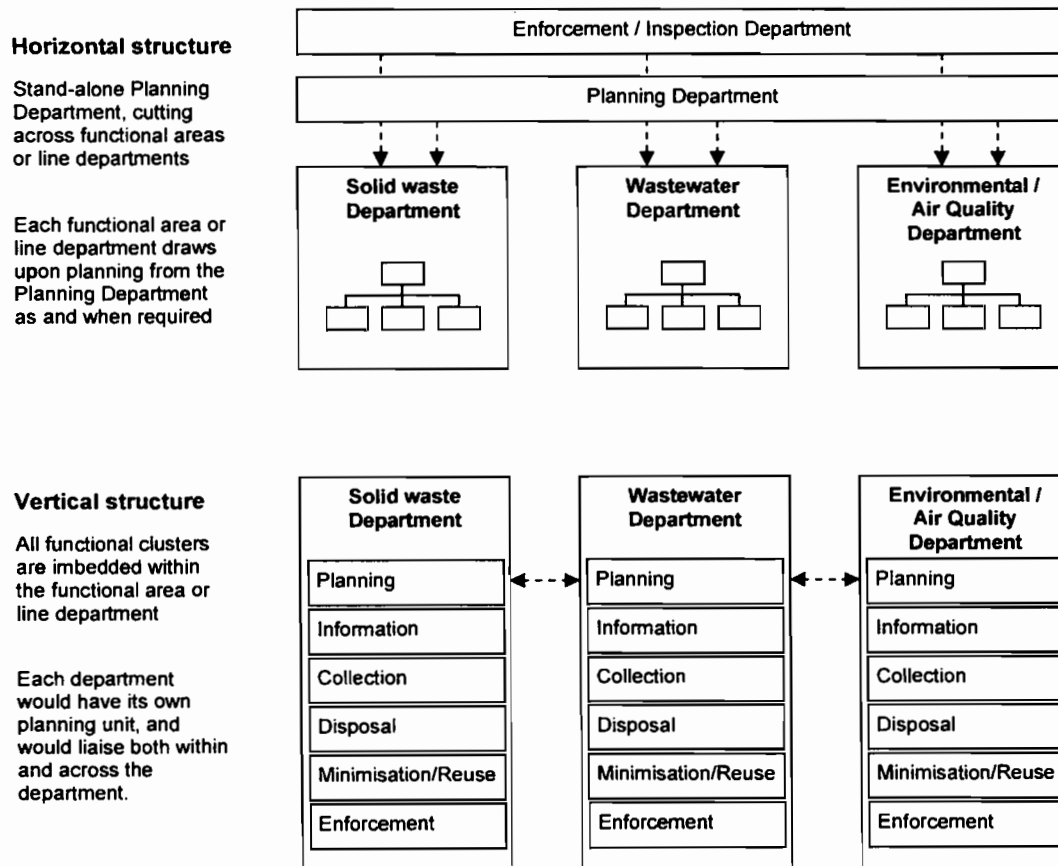 Horizontal structure
Stand-alone Planning
Department, cutting
across functional areas
or line departments
Each functional area or
line department draws
upon planning from the
Planning Department
as and when required
Enforcement / Inspection Department
Planning Department
Solid waste
Department
Wastewater
Department
Environmental /
Air Quality
Department
Vertical structure
All functional clusters
are imbedded within
the functional area or
line department
Each department
would have its own
planning unit, and
would liaise both within
and across the
department.
Solid waste
Department
Planning
Information
Collection
Disposal
Minimisation/Reuse
Enforcement
Wastewater
Department
Planning
Information
Collection
Disposal
Minimisation/Reuse
Enforcement
Environmental /
Air Quality
Department
Planning
Information
Collection
Disposal
Minimisation/Reuse
Enforcement